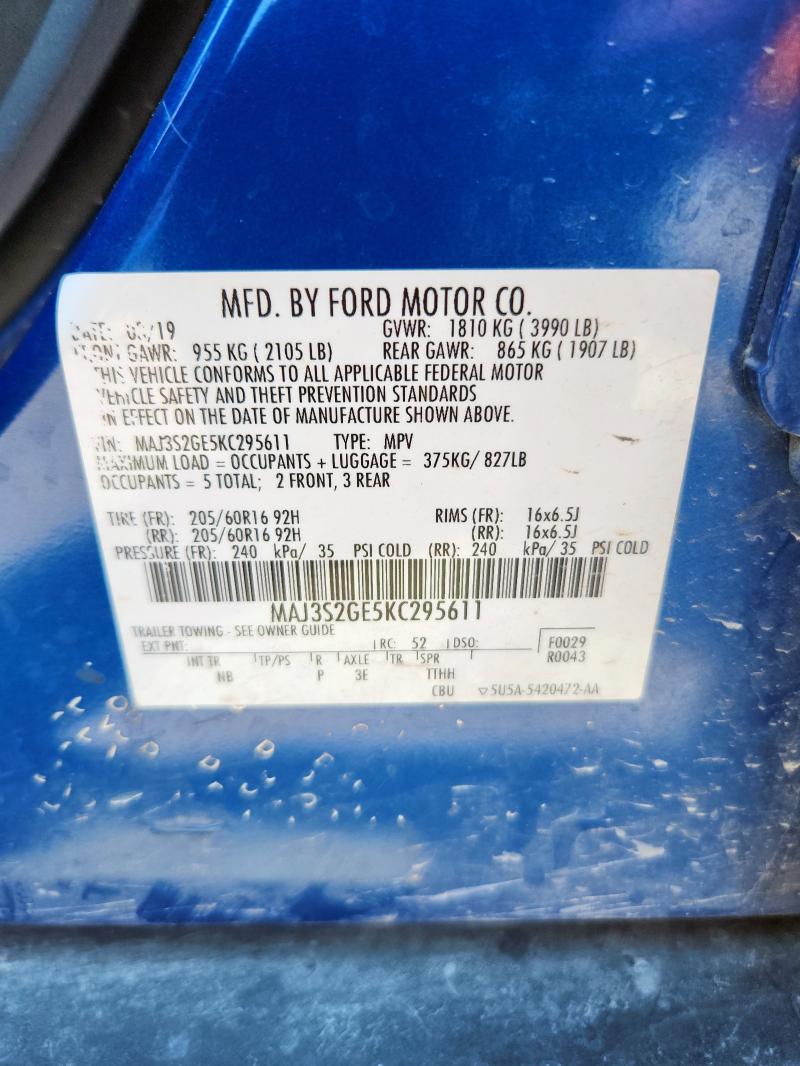 MFD. BY FORD MOTOR CO.
DATE: /19 GVWR: 1810 KG ( 3990 LB)
FRONT GAWR: 955 KG ( 2105 LB) REAR GAWR: 865 KG ( 1907 LB)
THIS VEHICLE CONFORMS TO ALL APPLICABLE FEDERAL MOTOR
VEHICLE SAFETY AND THEFT PREVENTION STANDARDS
IN EFFECT ON THE DATE OF MANUFACTURE SHOWN ABOVE.
VIN: MAJ3S2GE5KC295611 TYPE: MPV
MAXIMUM LOAD = OCCUPANTS + LUGGAGE = 375KG/ 827LB
OCCUPANTS = 5 TOTAL; 2 FRONT, 3 REAR
TIRE (FR): 205/60R16 92H RIMS (FR): 16x6.5J
(RR): 205/60R16 92H (RR): 16x6.5J
PRESSURE (FR): 240 kPa/ 35 PSI COLD (RR): 240 kPa/ 35 PSI COLD
MAJ3S2GE5KC295611
TRAILER TOWING - SEE OWNER GUIDE
EXT PNT: RC: 52 DSO: F0029
INT TR TP/PS R AXLE TR SPR R0043
NB P 3E TTHH
CBU ▽5U5A-5420472-AA